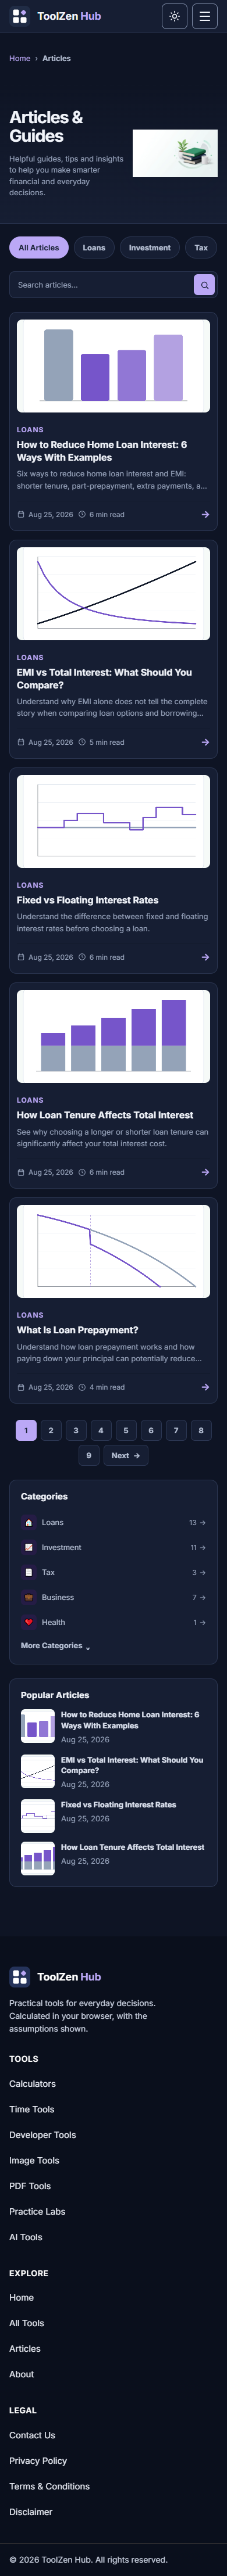 ToolZen Hub
Home › Articles
Articles &
Guides
Helpful guides, tips and insights
to help you make smarter
financial and everyday
decisions.
All Articles
Loans
Investment
Tax
Search articles...
LOANS
How to Reduce Home Loan Interest: 6
Ways With Examples
Six ways to reduce home loan interest and EMI:
shorter tenure, part-prepayment, extra payments, a...
Aug 25, 2026 6 min read →
LOANS
EMI vs Total Interest: What Should You
Compare?
Understand why EMI alone does not tell the complete
story when comparing loan options and borrowing...
Aug 25, 2026 5 min read →
LOANS
Fixed vs Floating Interest Rates
Understand the difference between fixed and floating
interest rates before choosing a loan.
Aug 25, 2026 6 min read →
LOANS
How Loan Tenure Affects Total Interest
See why choosing a longer or shorter loan tenure can
significantly affect your total interest cost.
Aug 25, 2026 6 min read →
LOANS
What Is Loan Prepayment?
Understand how loan prepayment works and how
paying down your principal can potentially reduce...
Aug 25, 2026 4 min read →
1 2 3 4 5 6 7 8
9 Next →
Categories
Loans 13 →
Investment 11 →
Tax 3 →
Business 7 →
Health 1 →
More Categories
Popular Articles
How to Reduce Home Loan Interest: 6
Ways With Examples
Aug 25, 2026
EMI vs Total Interest: What Should You
Compare?
Aug 25, 2026
Fixed vs Floating Interest Rates
Aug 25, 2026
How Loan Tenure Affects Total Interest
Aug 25, 2026
ToolZen Hub
Practical tools for everyday decisions.
Calculated in your browser, with the
assumptions shown.
TOOLS
Calculators
Time Tools
Developer Tools
Image Tools
PDF Tools
Practice Labs
AI Tools
EXPLORE
Home
All Tools
Articles
About
LEGAL
Contact Us
Privacy Policy
Terms & Conditions
Disclaimer
© 2026 ToolZen Hub. All rights reserved.